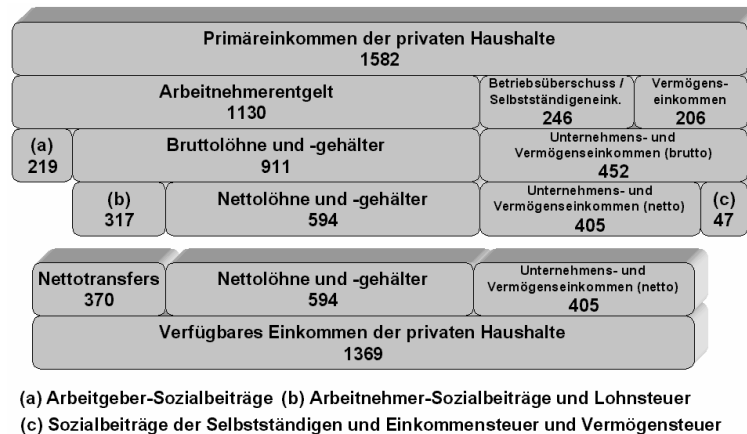 Primäreinkommen der privaten Haushalte
1582
Arbeitnehmerentgelt
1130
Betriebsüberschuss /
Selbstständigeneink.
246
Vermögens-
einkommen
206
(a)
219
Bruttolöhne und -gehälter
911
Unternehmens- und
Vermögenseinkommen (brutto)
452
(b)
317
Nettolöhne und -gehälter
594
Unternehmens- und
Vermögenseinkommen (netto)
405
(c)
47
Nettotransfers
370
Nettolöhne und -gehälter
594
Unternehmens- und
Vermögenseinkommen (netto)
405
Verfügbares Einkommen der privaten Haushalte
1369
(a) Arbeitgeber-Sozialbeiträge (b) Arbeitnehmer-Sozialbeiträge und Lohnsteuer
(c) Sozialbeiträge der Selbstständigen und Einkommensteuer und Vermögensteuer